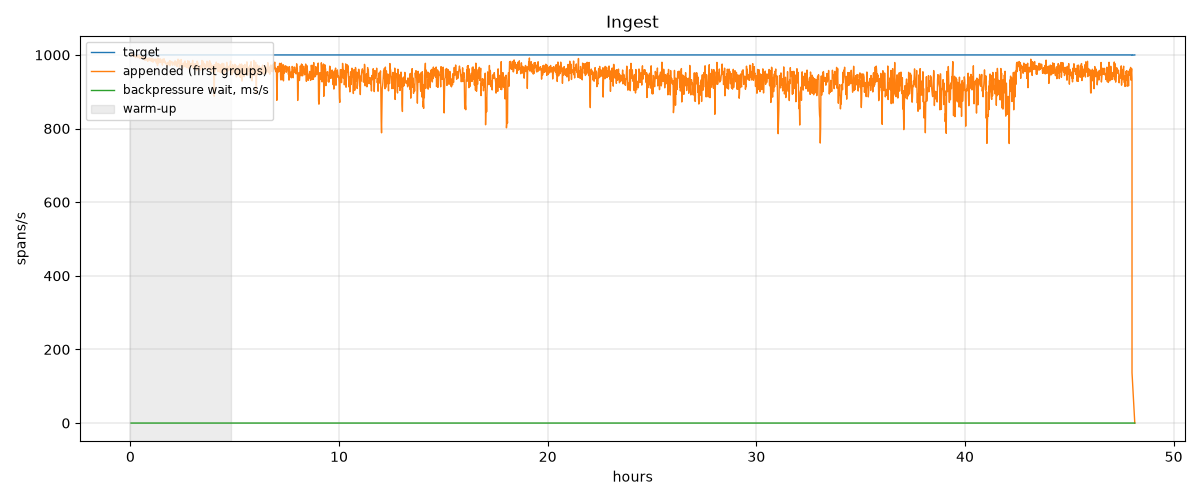 Ingest
target
appended (first groups)
backpressure wait, ms/s
warm-up
1000
800
600
400
200
0
spans/s
0 10 20 30 40 50
hours